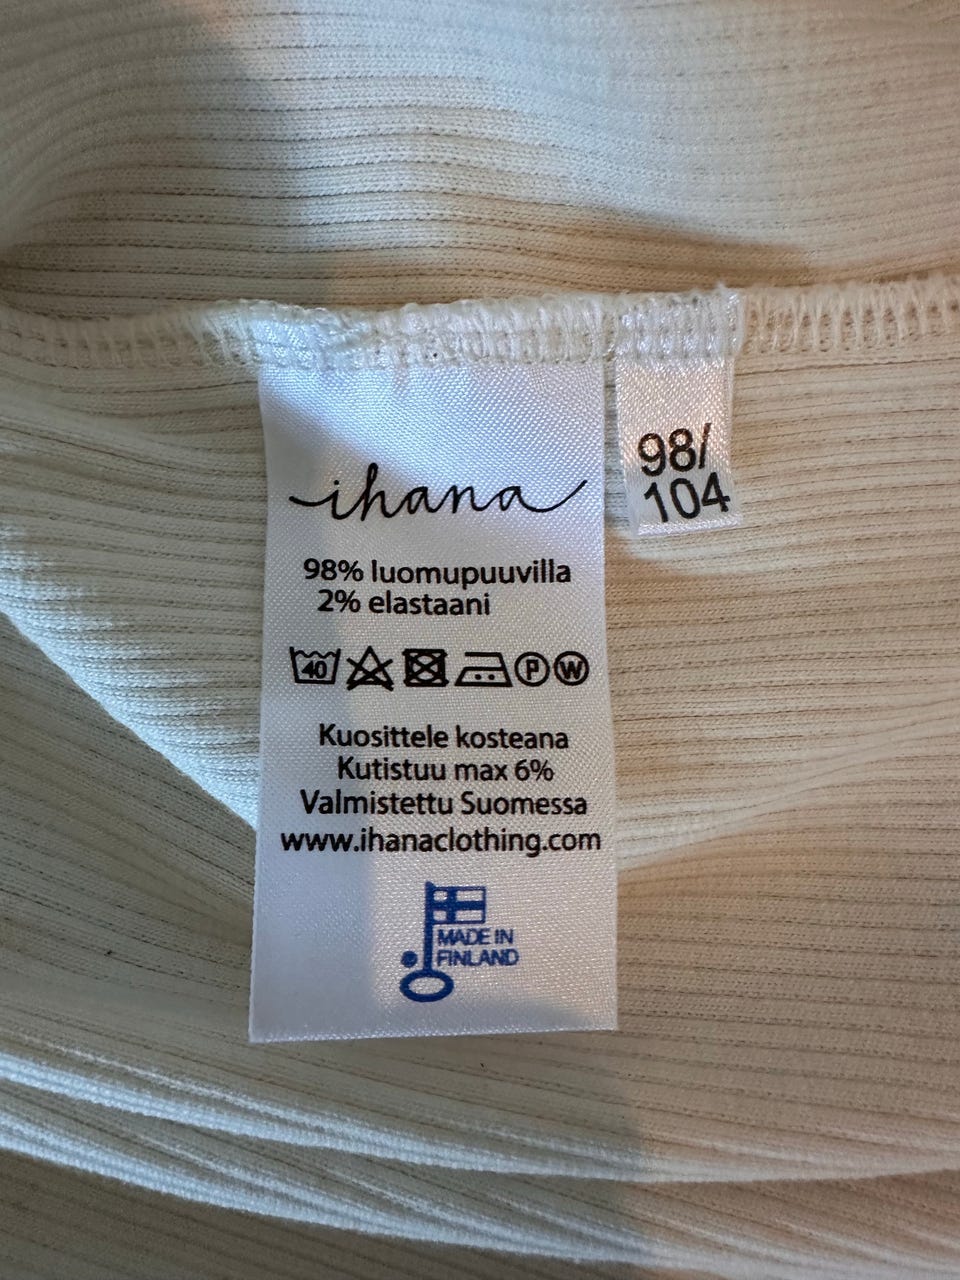 ihana
98/
104
98% luomupuuvilla
2% elastaani
40 P W
Kuosittele kosteana
Kutistuu max 6%
Valmistettu Suomessa
www.ihanaclothing.com
MADE IN
FINLAND